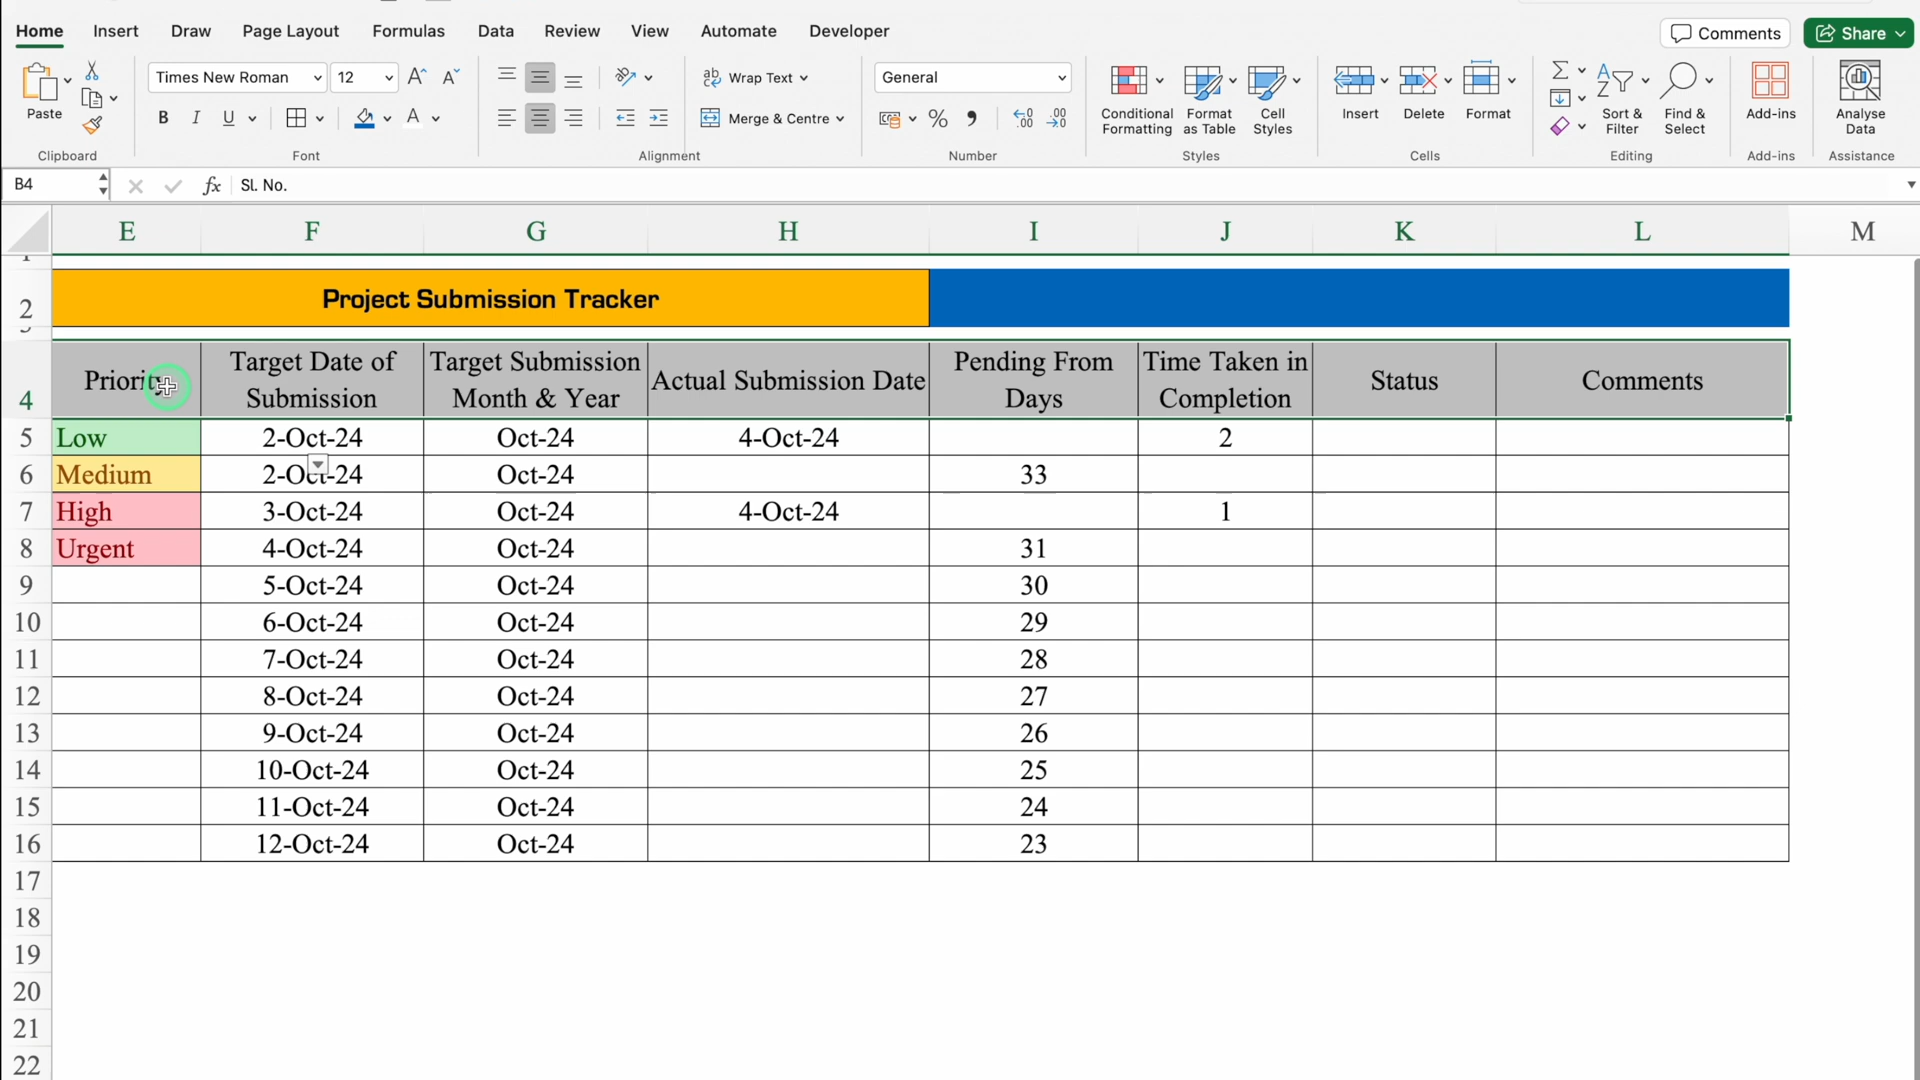 Home Insert Draw Page Layout Formulas Data Review View Automate Developer Comments Share
Paste Times New Roman 12 Wrap Text General Conditional Formatting Format as Table Cell Styles Insert Delete Format Sort & Filter Find & Select Add-ins Analyse Data
B I U A Merge & Centre % 
Clipboard Font Alignment Number Styles Cells Editing Add-ins Assistance
B4 fx Sl. No.
E F G H I J K L M
2 Project Submission Tracker
4 Priority Target Date of Submission Target Submission Month & Year Actual Submission Date Pending From Days Time Taken in Completion Status Comments
5 Low 2-Oct-24 Oct-24 4-Oct-24 2
6 Medium 2-Oct-24 Oct-24 33
7 High 3-Oct-24 Oct-24 4-Oct-24 1
8 Urgent 4-Oct-24 Oct-24 31
9 5-Oct-24 Oct-24 30
10 6-Oct-24 Oct-24 29
11 7-Oct-24 Oct-24 28
12 8-Oct-24 Oct-24 27
13 9-Oct-24 Oct-24 26
14 10-Oct-24 Oct-24 25
15 11-Oct-24 Oct-24 24
16 12-Oct-24 Oct-24 23
17
18
19
20
21
22